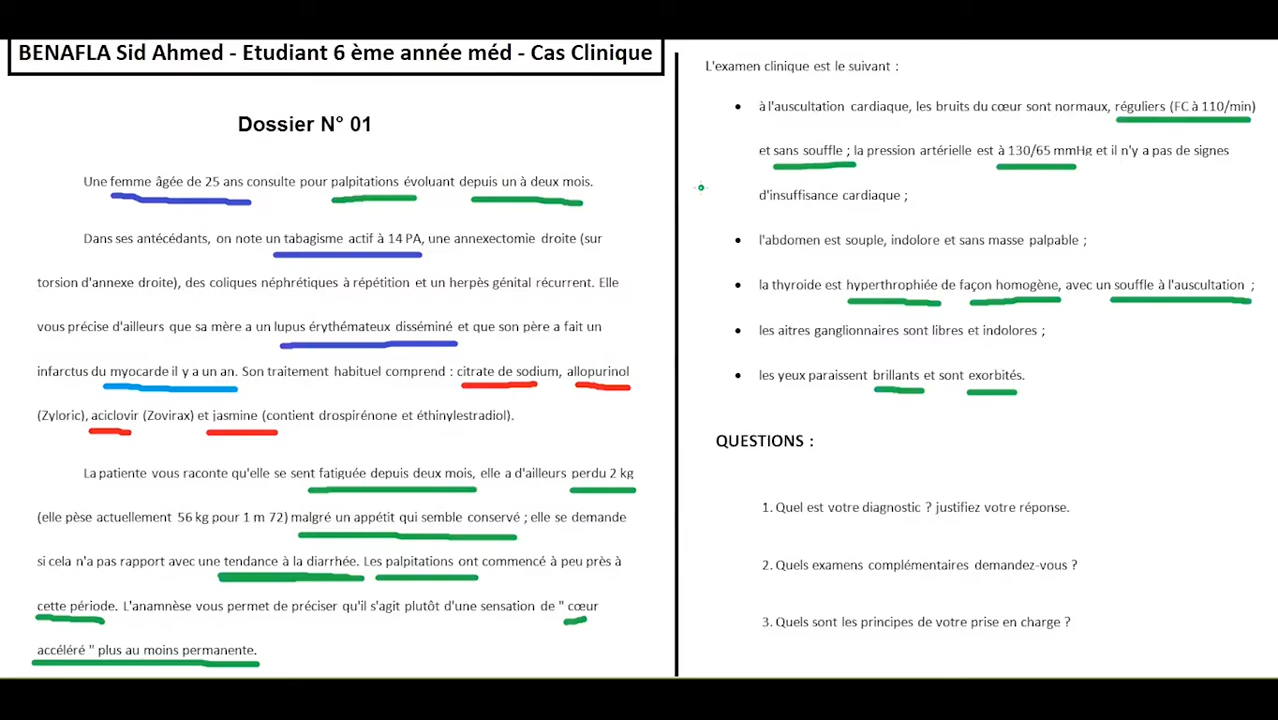 BENAFLA Sid Ahmed - Etudiant 6 ème année méd - Cas Clinique
Dossier N° 01
Une femme âgée de 25 ans consulte pour palpitations évoluant depuis un à deux mois.
Dans ses antécédants, on note un tabagisme actif à 14 PA, une annexectomie droite (sur
torsion d'annexe droite), des coliques néphrétiques à répétition et un herpès génital récurrent. Elle
vous précise d'ailleurs que sa mère a un lupus érythémateux disséminé et que son père a fait un
infarctus du myocarde il y a un an. Son traitement habituel comprend : citrate de sodium, allopurinol
(Zyloric), aciclovir (Zovirax) et jasmine (contient drospirénone et éthinylestradiol).
La patiente vous raconte qu'elle se sent fatiguée depuis deux mois, elle a d'ailleurs perdu 2 kg
(elle pèse actuellement 56 kg pour 1 m 72) malgré un appétit qui semble conservé ; elle se demande
si cela n'a pas rapport avec une tendance à la diarrhée. Les palpitations ont commencé à peu près à
cette période. L'anamnèse vous permet de préciser qu'il s'agit plutôt d'une sensation de " cœur
accéléré " plus au moins permanente.
L'examen clinique est le suivant :
• à l'auscultation cardiaque, les bruits du cœur sont normaux, réguliers (FC à 110/min)
et sans souffle ; la pression artérielle est à 130/65 mmHg et il n'y a pas de signes
d'insuffisance cardiaque ;
• l'abdomen est souple, indolore et sans masse palpable ;
• la thyroide est hyperthrophiée de façon homogène, avec un souffle à l'auscultation ;
• les aitres ganglionnaires sont libres et indolores ;
• les yeux paraissent brillants et sont exorbités.
QUESTIONS :
1. Quel est votre diagnostic ? justifiez votre réponse.
2. Quels examens complémentaires demandez-vous ?
3. Quels sont les principes de votre prise en charge ?